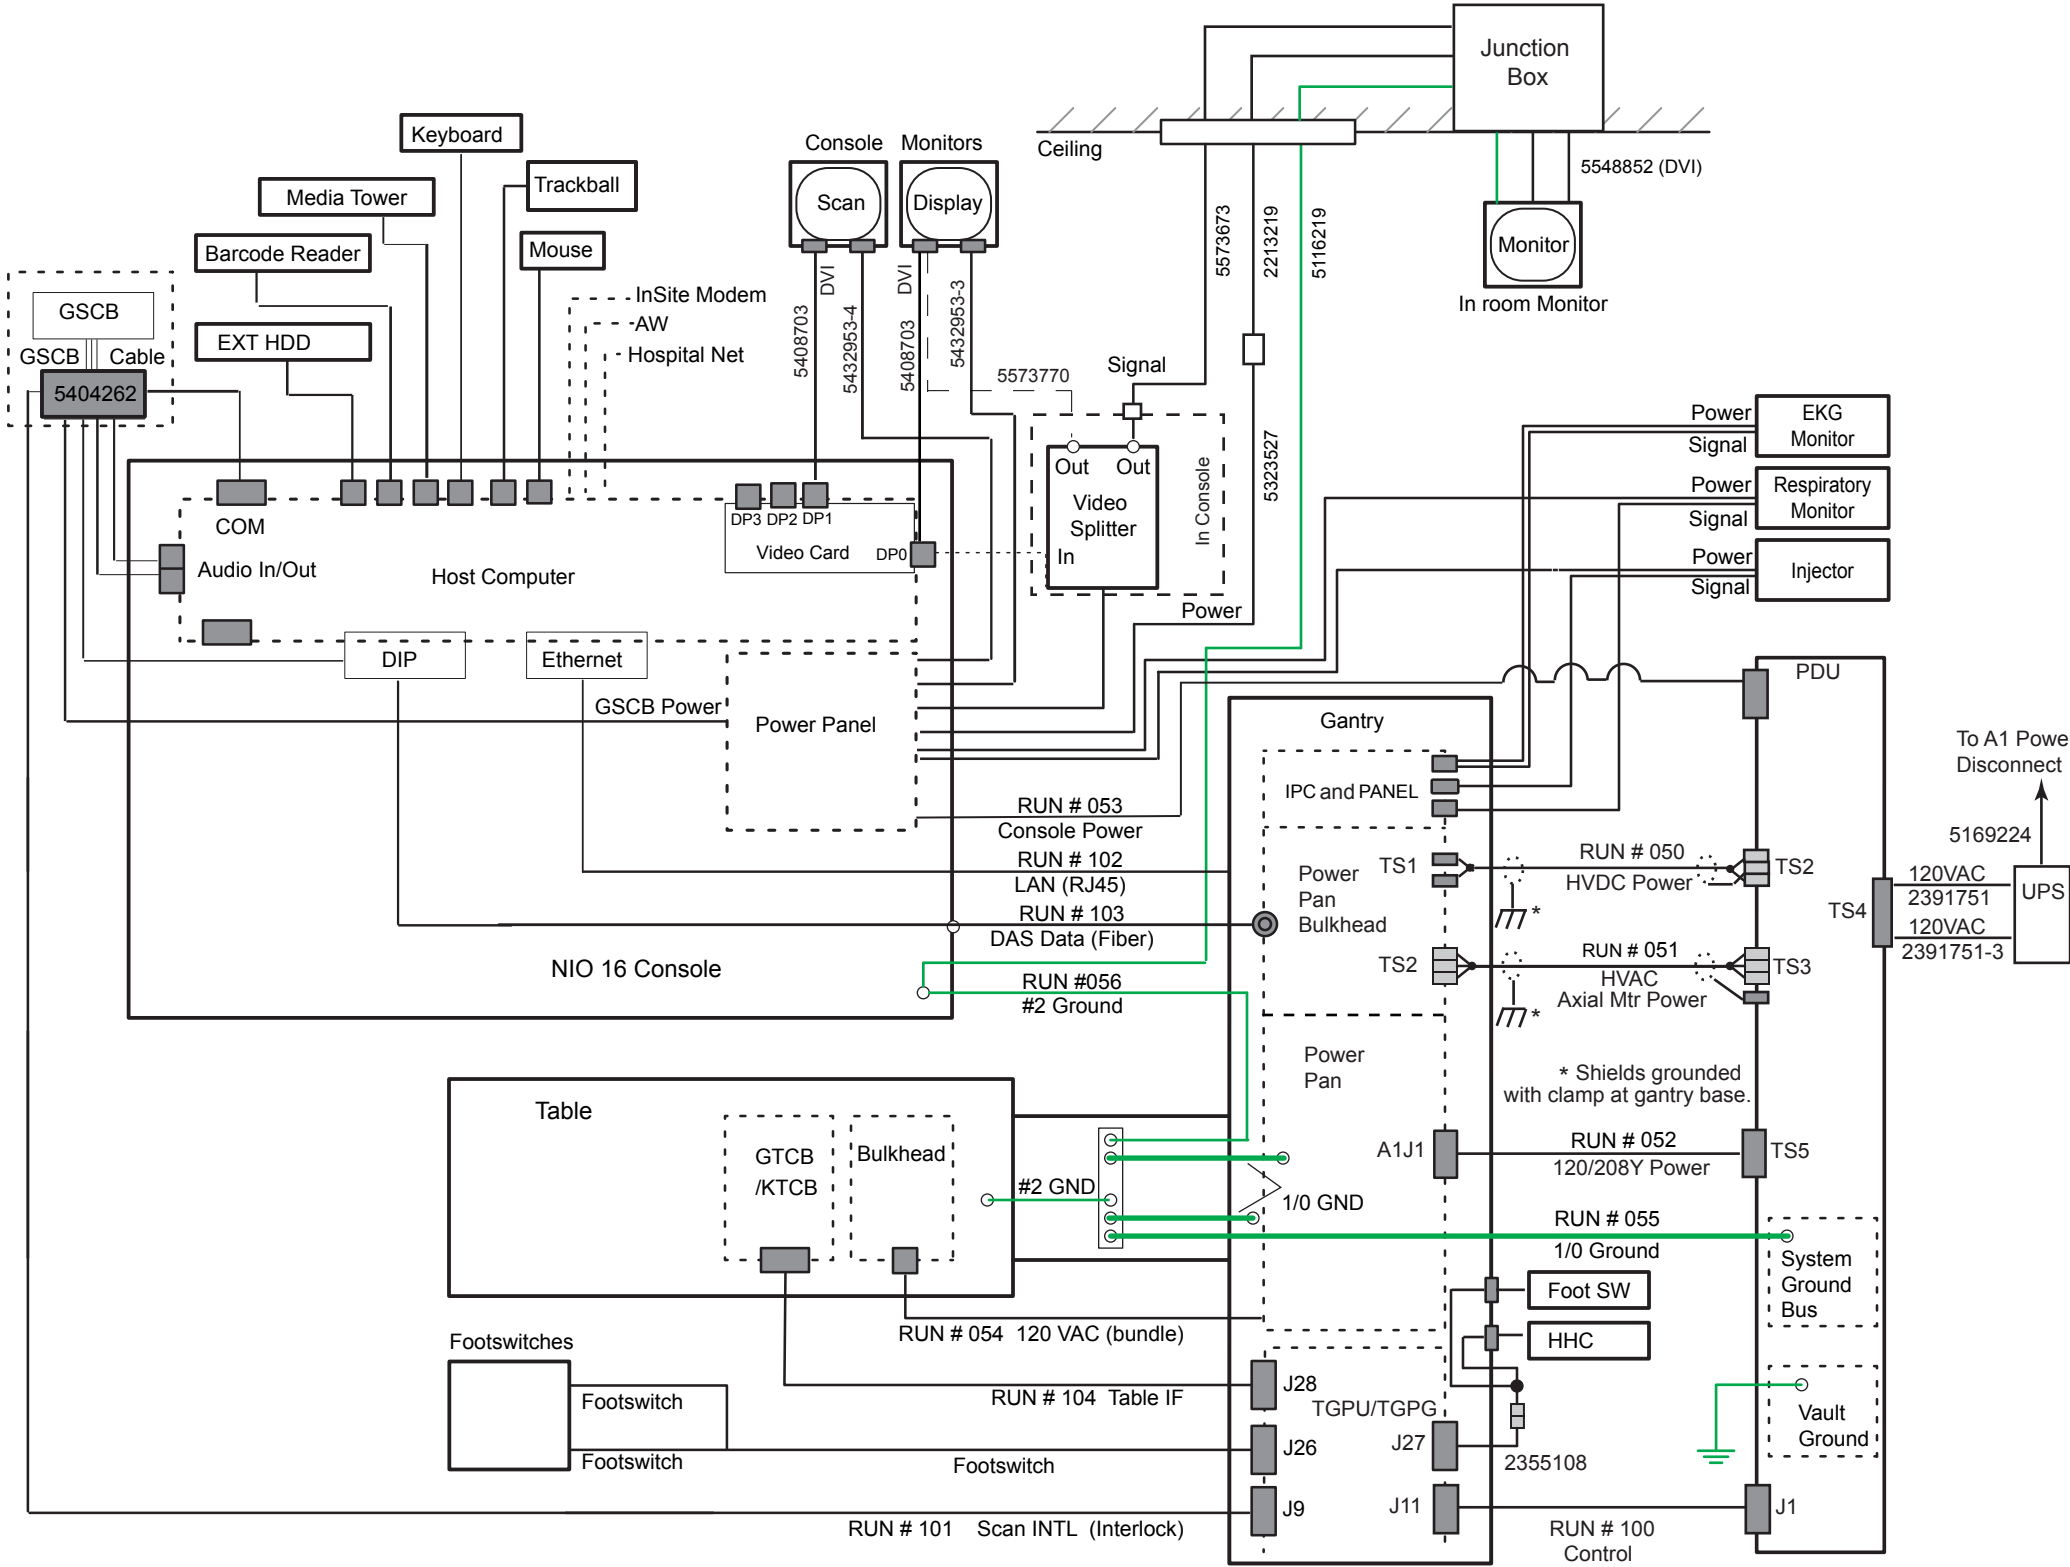 Junction
Box
Ceiling
5548852 (DVI)
Monitor
In room Monitor
Keyboard
Console Monitors
Media Tower
Trackball
Scan
Display
Barcode Reader
Mouse
GSCB
GSCB Cable
5404262
EXT HDD
InSite Modem
AW
Hospital Net
DVI
5408703
5432953-4
DVI
5408703
5432953-3
5573770
5573673
2213219
5116219
5323527
Signal
Out Out
Video
Splitter
In
In Console
Power
Power
Signal
EKG
Monitor
Power
Signal
Respiratory
Monitor
Power
Signal
Injector
COM
DP3 DP2 DP1
Video Card
DP0
Audio In/Out
Host Computer
DIP
Ethernet
GSCB Power
Power Panel
NIO 16 Console
RUN # 053
Console Power
RUN # 102
LAN (RJ45)
RUN # 103
DAS Data (Fiber)
RUN #056
#2 Ground
Gantry
IPC and PANEL
TS1
Power
Pan
Bulkhead
TS2
Power
Pan
A1J1
PDU
RUN # 050
HVDC Power
*
TS2
RUN # 051
HVAC
Axial Mtr Power
*
TS3
TS4
120VAC
2391751
120VAC
2391751-3
UPS
5169224
To A1 Powe
Disconnect
* Shields grounded
with clamp at gantry base.
RUN # 052
120/208Y Power
TS5
RUN # 055
1/0 Ground
System
Ground
Bus
Vault
Ground
Table
GTCB
/KTCB
Bulkhead
#2 GND
1/0 GND
RUN # 054 120 VAC (bundle)
Foot SW
HHC
Footswitches
Footswitch
Footswitch
Footswitch
RUN # 104 Table IF
J28
TGPU/TGPG
J26
J27
2355108
J9
J11
J1
RUN # 101 Scan INTL (Interlock)
RUN # 100
Control